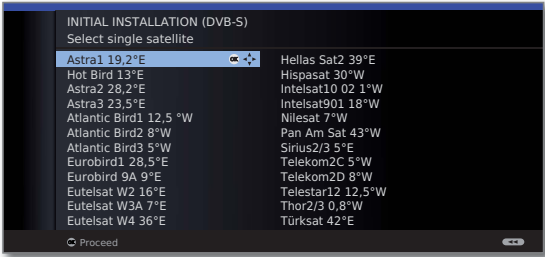 INITIAL INSTALLATION (DVB-S)
Select single satellite
Astra1 19,2°E OK
Hot Bird 13°E
Astra2 28,2°E
Astra3 23,5°E
Atlantic Bird1 12,5 °W
Atlantic Bird2 8°W
Atlantic Bird3 5°W
Eurobird1 28,5°E
Eurobird 9A 9°E
Eutelsat W2 16°E
Eutelsat W3A 7°E
Eutelsat W4 36°E
Hellas Sat2 39°E
Hispasat 30°W
Intelsat10 02 1°W
Intelsat901 18°W
Nilesat 7°W
Pan Am Sat 43°W
Sirius2/3 5°E
Telekom2C 5°W
Telekom2D 8°W
Telestar12 12,5°W
Thor2/3 0,8°W
Türksat 42°E
OK Proceed